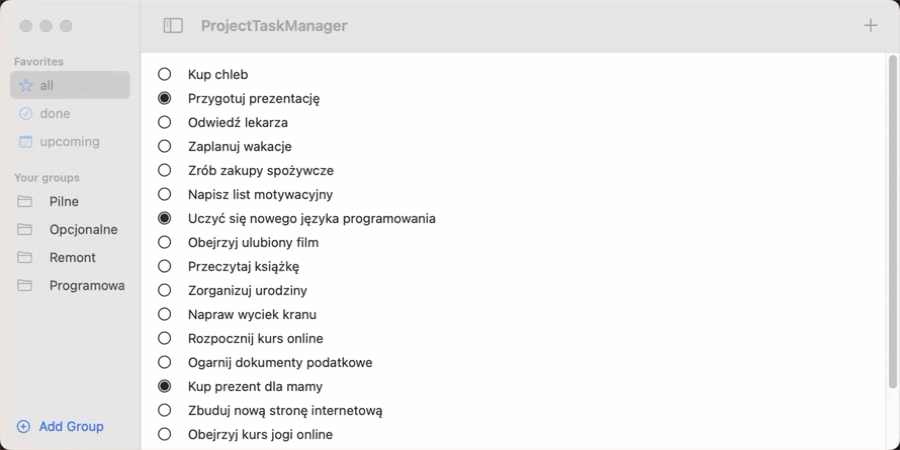 ProjectTaskManager
Favorites
all
done
upcoming
Your groups
Pilne
Opcjonalne
Remont
Programowa
Add Group
Kup chleb
Przygotuj prezentację
Odwiedź lekarza
Zaplanuj wakacje
Zrób zakupy spożywcze
Napisz list motywacyjny
Uczyć się nowego języka programowania
Obejrzyj ulubiony film
Przeczytaj książkę
Zorganizuj urodziny
Napraw wyciek kranu
Rozpocznij kurs online
Ogarnij dokumenty podatkowe
Kup prezent dla mamy
Zbuduj nową stronę internetową
Obejrzyj kurs jogi online